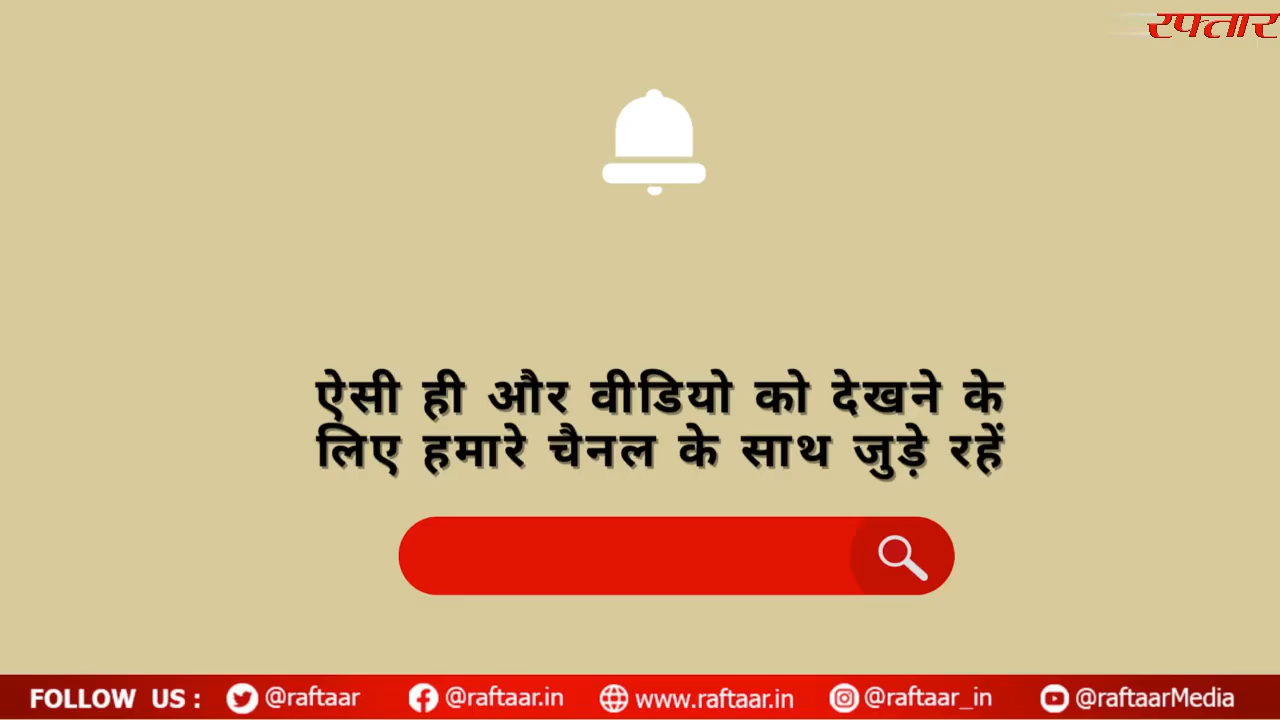 रफ्तार
ऐसी ही और वीडियो को देखने के
लिए हमारे चैनल के साथ जुड़े रहें
FOLLOW US : @raftaar @raftaar.in www.raftaar.in @raftaar_in @raftaarMedia